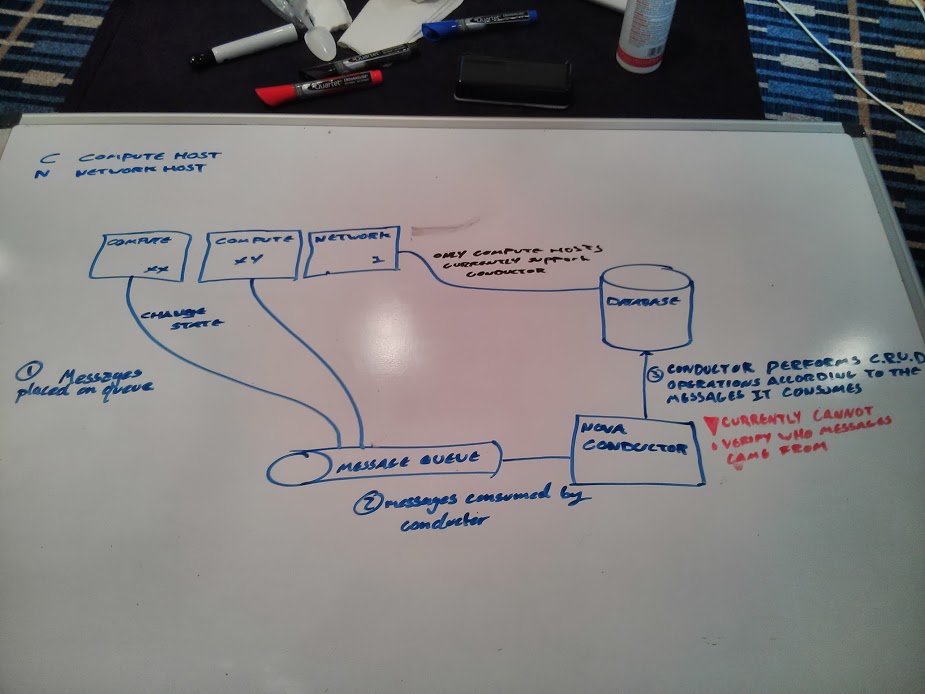 Quartet
Quartet
Quartet
C COMPUTE HOST
N NETWORK HOST
COMPUTE
XX
COMPUTE
XY
NETWORK
2
ONLY COMPUTE HOSTS
CURRENTLY SUPPORT
CONDUCTOR
DATABASE
CHANGE
STATE
① Messages
placed on queue
③ CONDUCTOR PERFORMS C.R.U.D
OPERATIONS ACCORDING TO THE
MESSAGES IT CONSUMES
CURRENTLY CANNOT
VERIFY WHO MESSAGES
CAME FROM
NOVA
CONDUCTOR
MESSAGE QUEUE
② messages consumed by
conductor